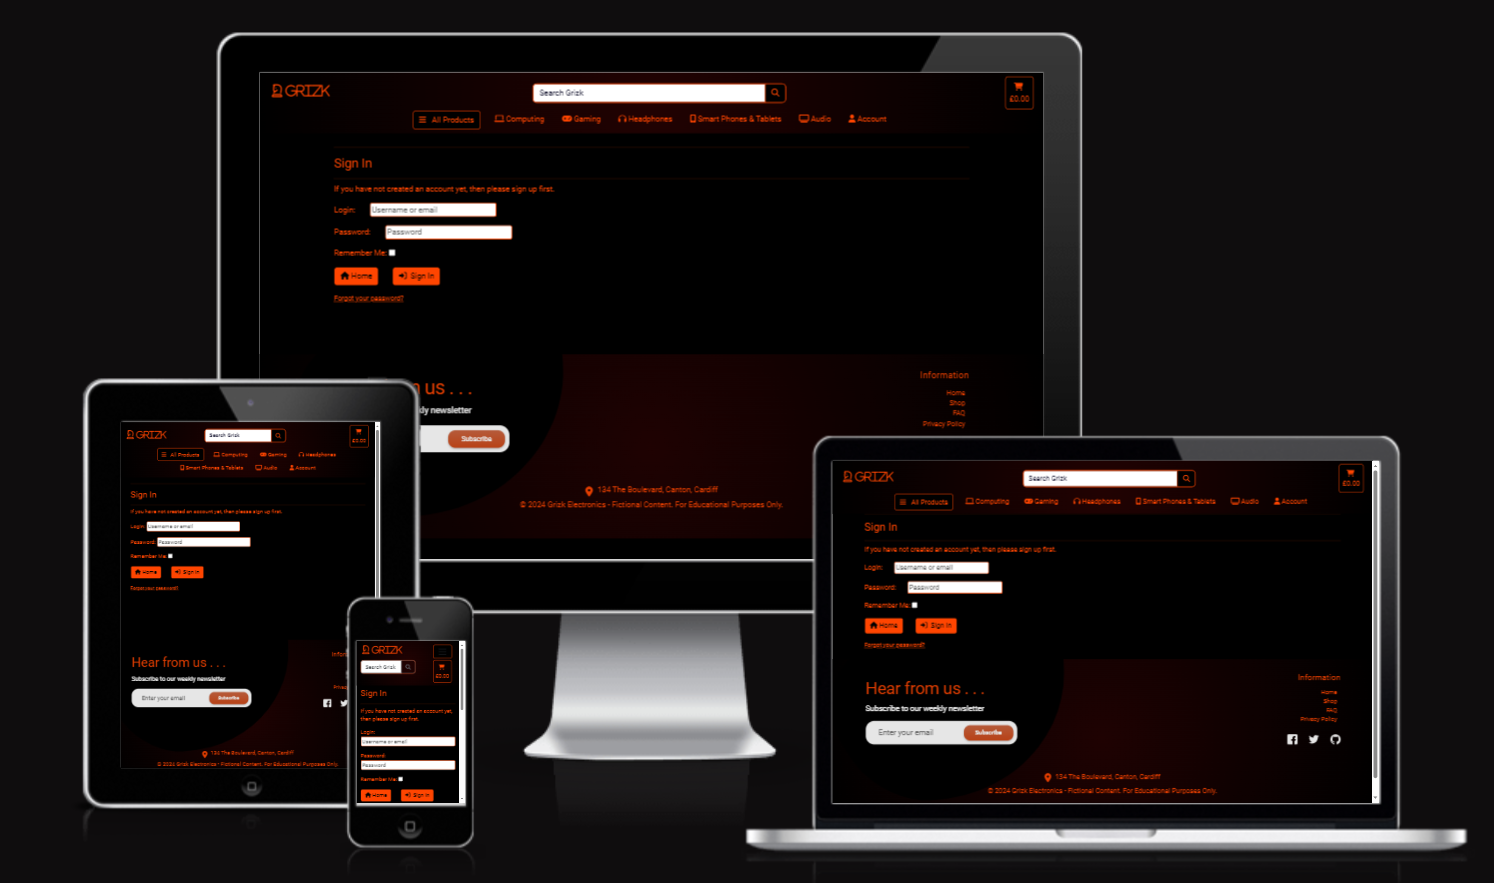 GRIZK
Search Grizk
£0.00
All Products Computing Gaming Headphones Smart Phones & Tablets Audio Account
Sign In
If you have not created an account yet, then please sign up first.
Login: Username or email
Password: Password
Remember Me:
Home Sign In
Forgot your password?
us . . .
newsletter
Subscribe
Information
Home
Shop
FAQ
Privacy Policy
134 The Boulevard, Canton, Cardiff
© 2024 Grizk Electronics - Fictional Content. For Educational Purposes Only.
GRIZK
Search Grizk
£0.00
All Products Computing Gaming Headphones
Smart Phones & Tablets Audio Account
Sign In
If you have not created an account yet, then please sign up first.
Login: Username or email
Password: Password
Remember Me:
Home Sign In
Forgot your password?
Hear from us . . .
Subscribe to our weekly newsletter
Enter your email Subscribe
134 The Boulevard, Canton, Cardiff
© 2024 Grizk Electronics - Fictional Content. For Educational Purposes Only.
GRIZK
Search Grizk
£0.00
Sign In
If you have not created an account yet,
then please sign up first.
Login:
Username or email
Password:
Password
Remember Me:
Home Sign In
GRIZK
Search Grizk
£0.00
All Products Computing Gaming Headphones Smart Phones & Tablets Audio Account
Sign In
If you have not created an account yet, then please sign up first.
Login: Username or email
Password: Password
Remember Me:
Home Sign In
Forgot your password?
Hear from us . . .
Subscribe to our weekly newsletter
Enter your email Subscribe
Information
Home
Shop
FAQ
Privacy Policy
134 The Boulevard, Canton, Cardiff
© 2024 Grizk Electronics - Fictional Content. For Educational Purposes Only.